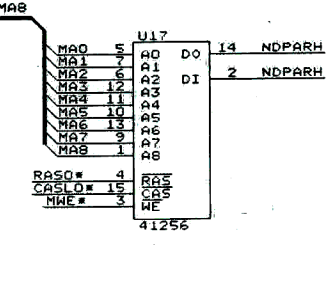 MA8
U17
MA0 5 A0 DO 14 NDPARH
MA1 7 A1
MA2 6 A2 DI 2 NDPARH
MA3 12 A3
MA4 11 A4
MA5 10 A5
MA6 13 A6
MA7 9 A7
MA8 1 A8
RAS0* 4 RAS
CASL0* 15 CAS
MWE* 3 WE
41256